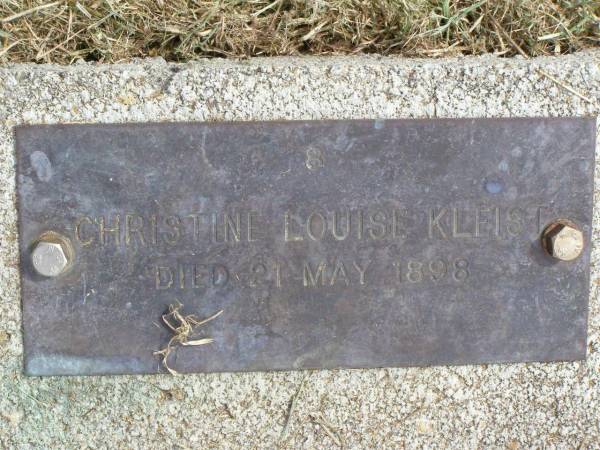 8
CHRISTINE LOUISE KLEIST
DIED 21 MAY 1898